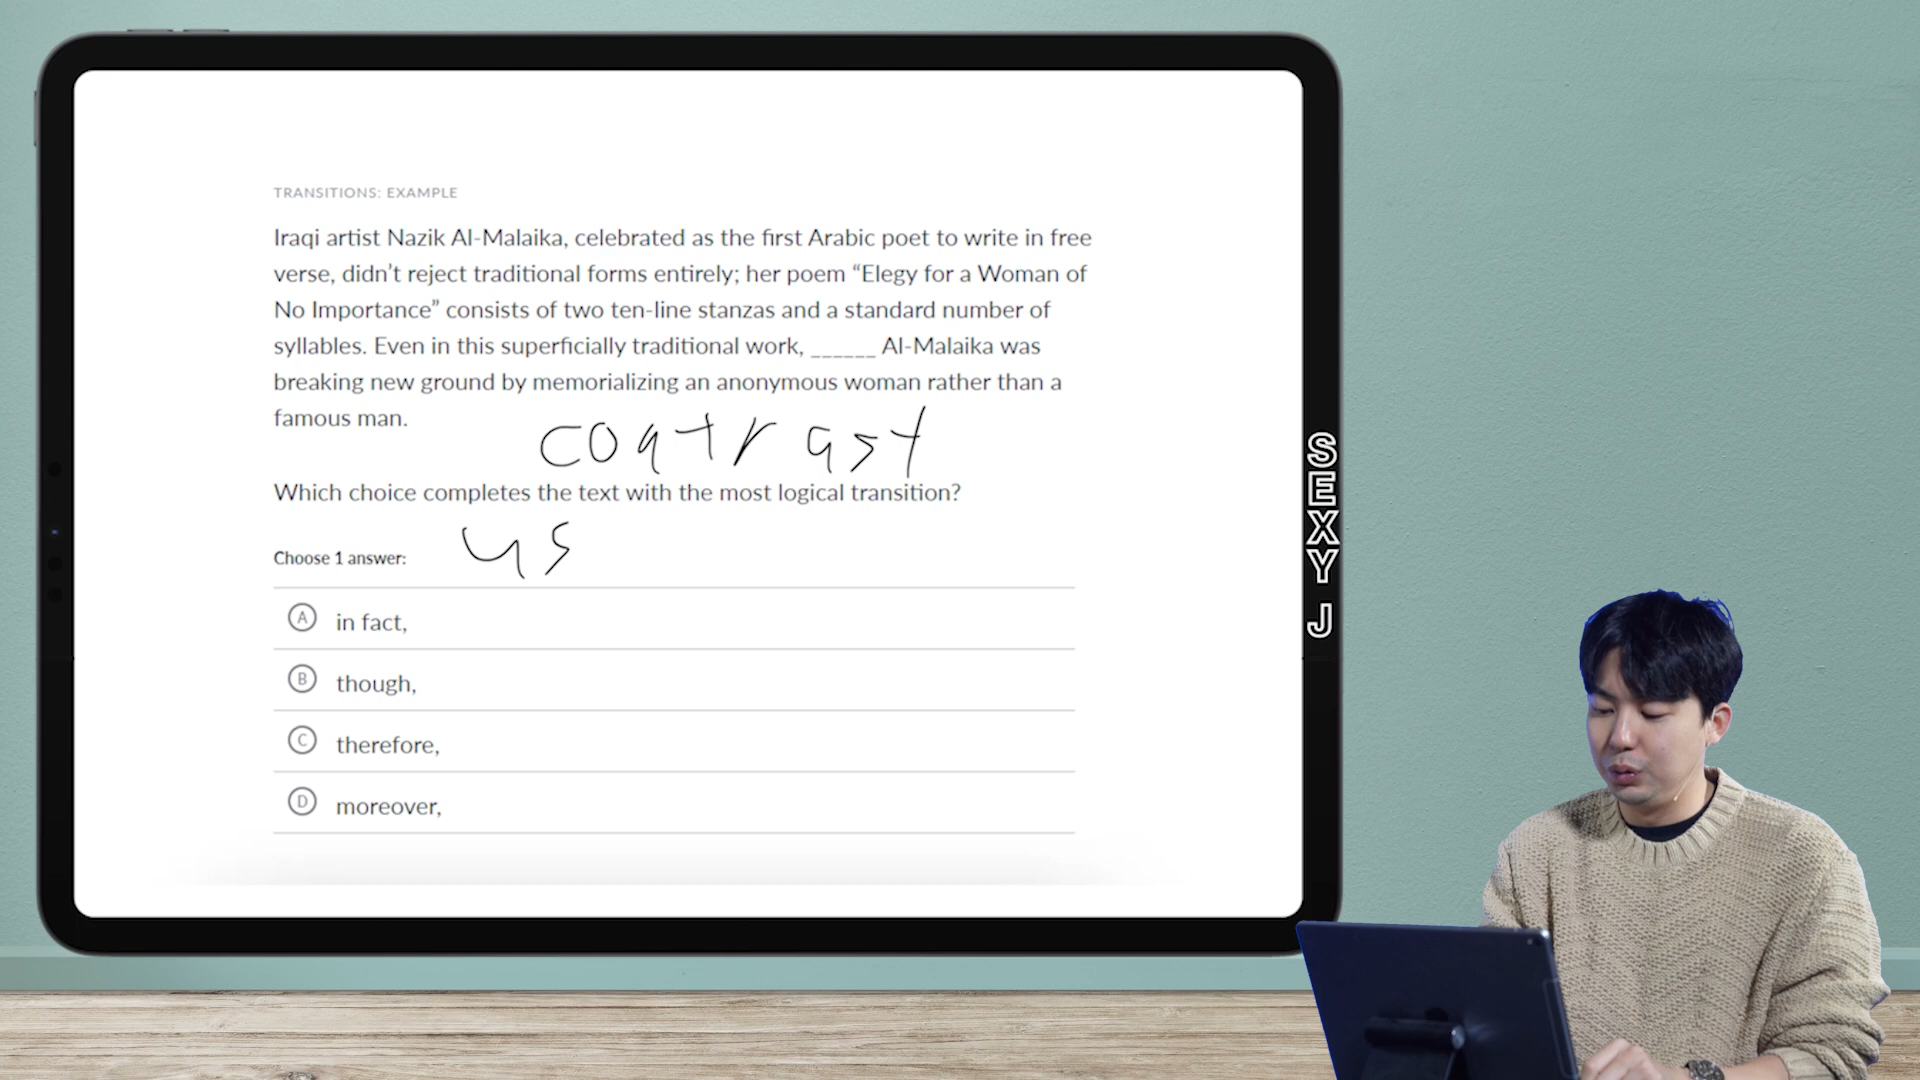 TRANSITIONS: EXAMPLE
Iraqi artist Nazik Al-Malaika, celebrated as the first Arabic poet to write in free
verse, didn’t reject traditional forms entirely; her poem “Elegy for a Woman of
No Importance” consists of two ten-line stanzas and a standard number of
syllables. Even in this superficially traditional work, ______ Al-Malaika was
breaking new ground by memorializing an anonymous woman rather than a
famous man.
contrast
Which choice completes the text with the most logical transition?
Choose 1 answer:
A in fact,
B though,
C therefore,
D moreover,
SEXY J